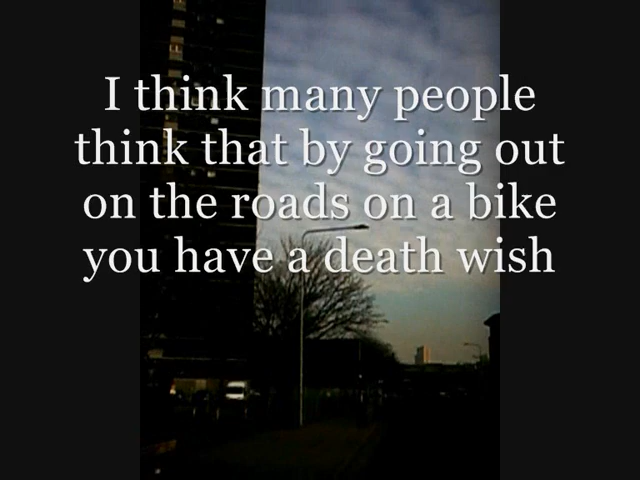 I think many people
think that by going out
on the roads on a bike
you have a death wish